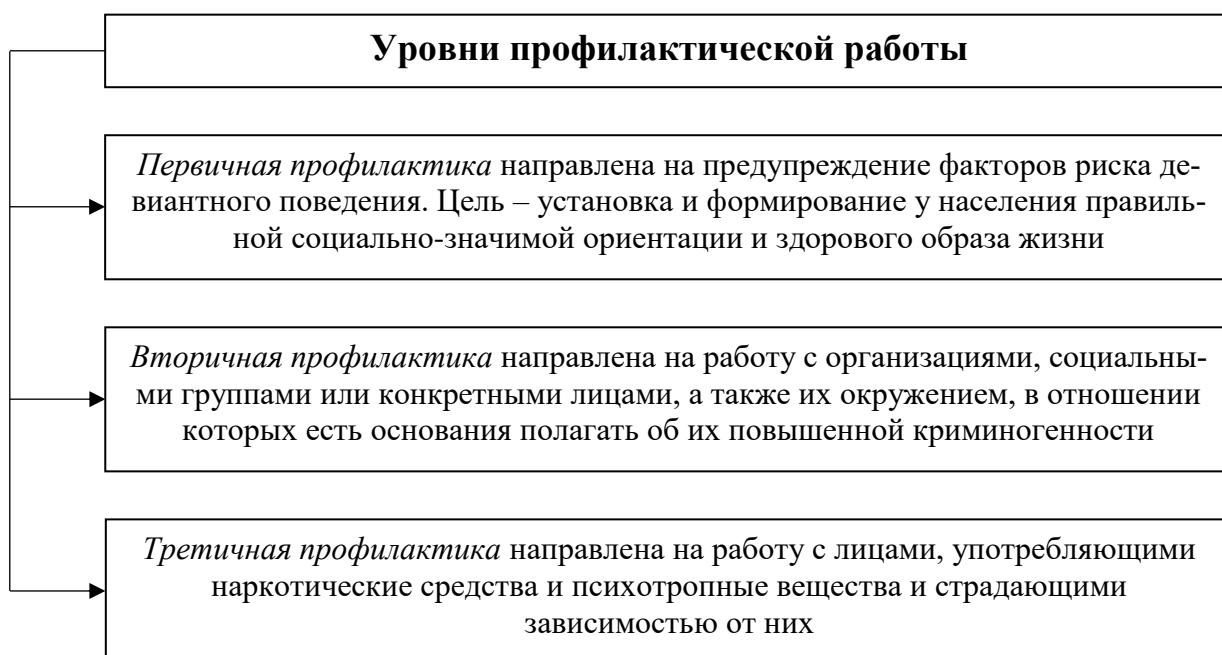 Уровни профилактической работы
Первичная профилактика направлена на предупреждение факторов риска де-
виантного поведения. Цель – установка и формирование у населения правиль-
ной социально-значимой ориентации и здорового образа жизни
Вторичная профилактика направлена на работу с организациями, социальны-
ми группами или конкретными лицами, а также их окружением, в отношении
которых есть основания полагать об их повышенной криминогенности
Третичная профилактика направлена на работу с лицами, употребляющими
наркотические средства и психотропные вещества и страдающими
зависимостью от них